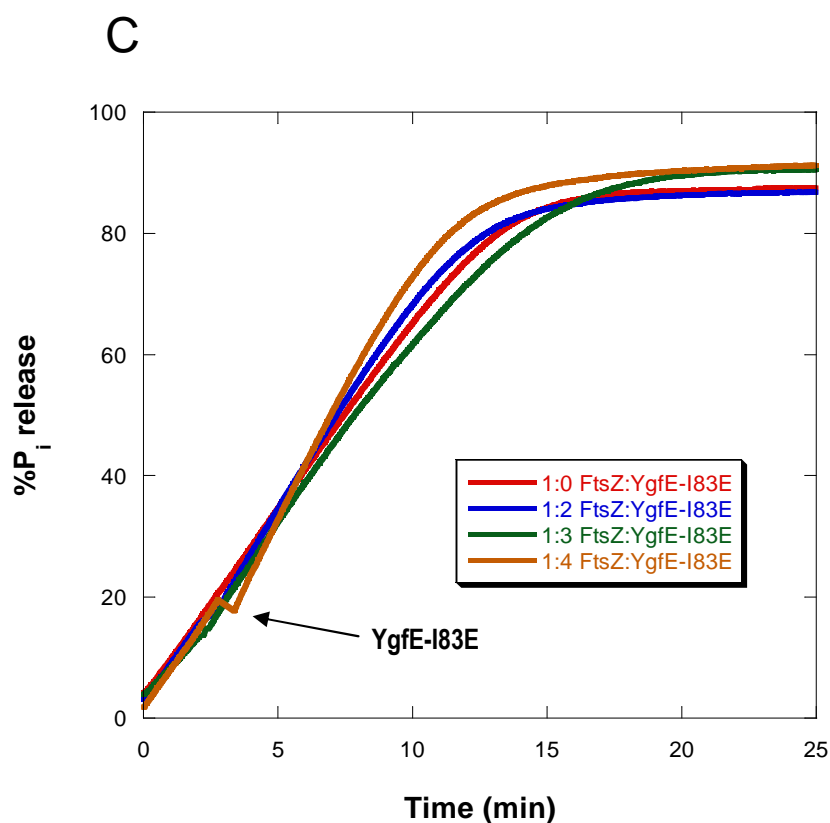 C
100
80
60
40
20
0
%Pi release
1:0 FtsZ:YgfE-I83E
1:2 FtsZ:YgfE-I83E
1:3 FtsZ:YgfE-I83E
1:4 FtsZ:YgfE-I83E
YgfE-I83E
0 5 10 15 20 25
Time (min)